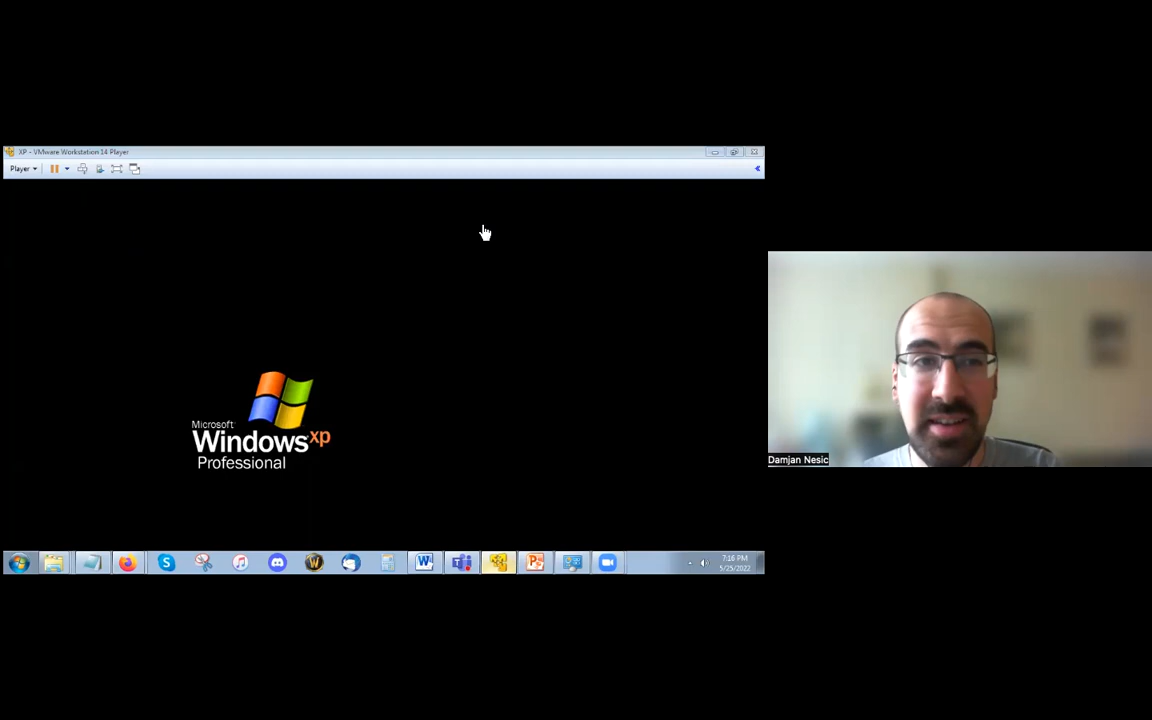 XP - VMware Workstation 14 Player
Player
Microsoft
Windows xp
Professional
Damjan Nesic
7:16 PM
5/25/2022